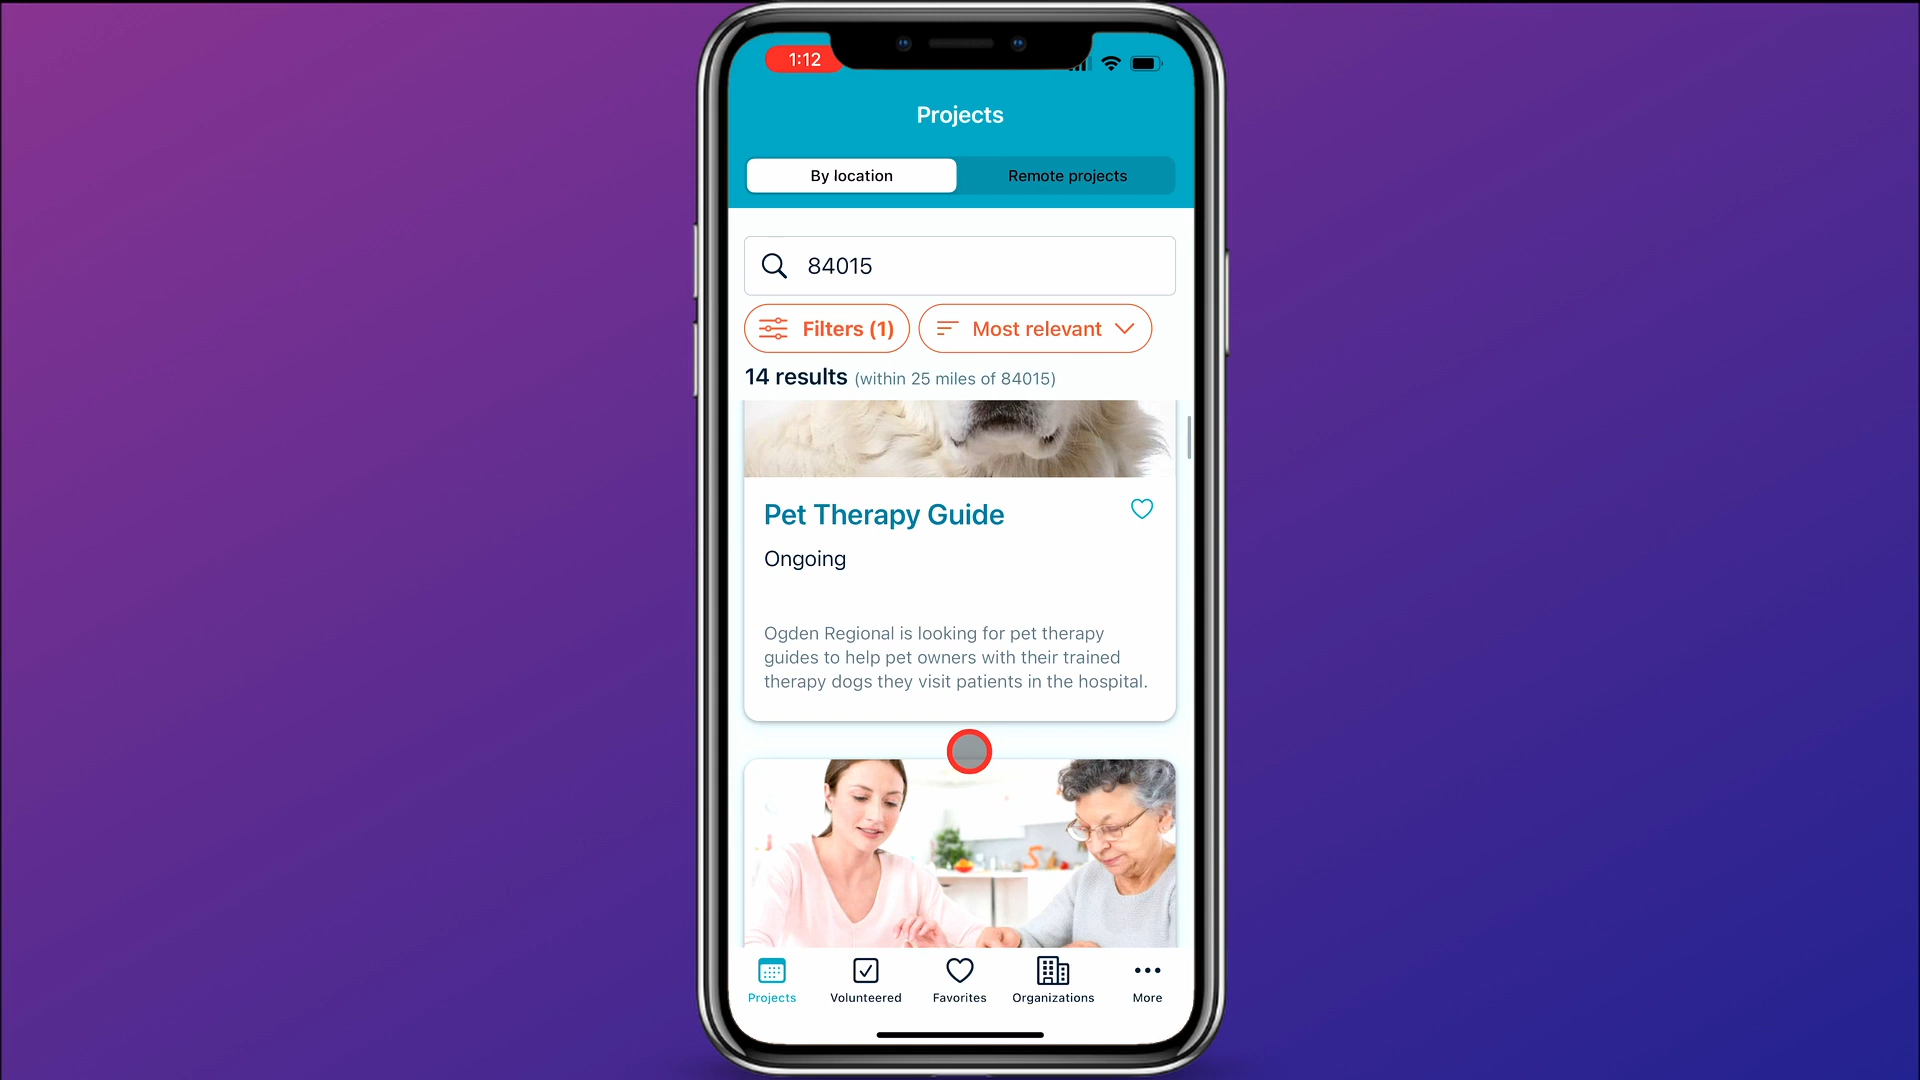 1:12
Projects
By location
Remote projects
84015
Filters (1)
Most relevant
14 results (within 25 miles of 84015)
Pet Therapy Guide
Ongoing
Ogden Regional is looking for pet therapy
guides to help pet owners with their trained
therapy dogs they visit patients in the hospital.
Projects
Volunteered
Favorites
Organizations
More